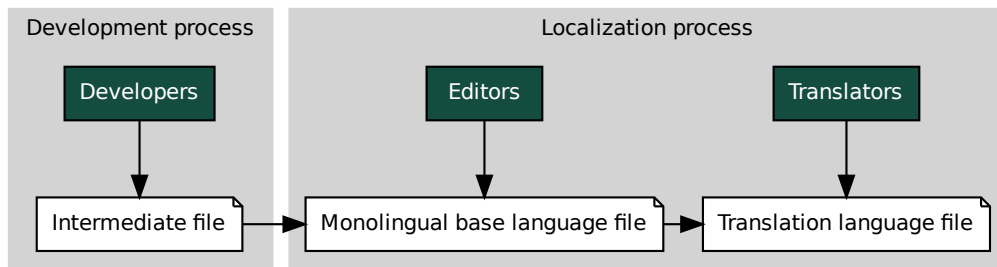 Development process
Localization process
Developers
Editors
Translators
Intermediate file
Monolingual base language file
Translation language file